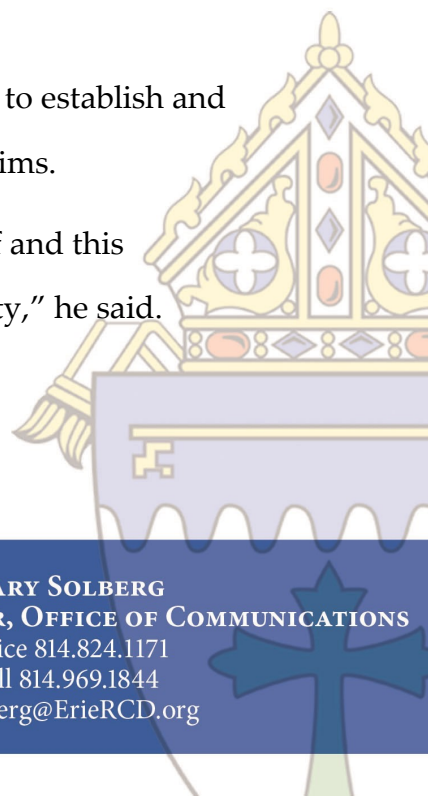 to establish and
ims.
and this
ty,” he said.
ARY SOLBERG
R, OFFICE OF COMMUNICATIONS
ice 814.824.1171
ll 814.969.1844
erg@ErieRCD.org